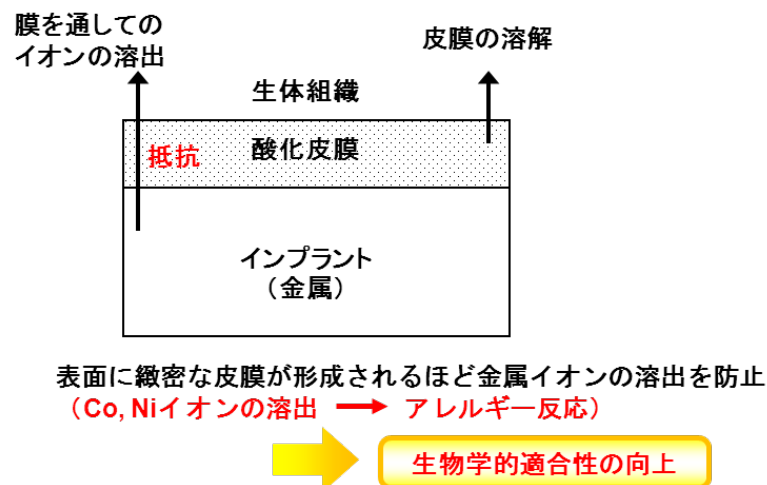 膜を通しての
イオンの溶出
皮膜の溶解
生体組織
抵抗
酸化皮膜
インプラント
（金属）
表面に緻密な皮膜が形成されるほど金属イオンの溶出を防止
（Co, Niイオンの溶出 → アレルギー反応）
生物学的適合性の向上